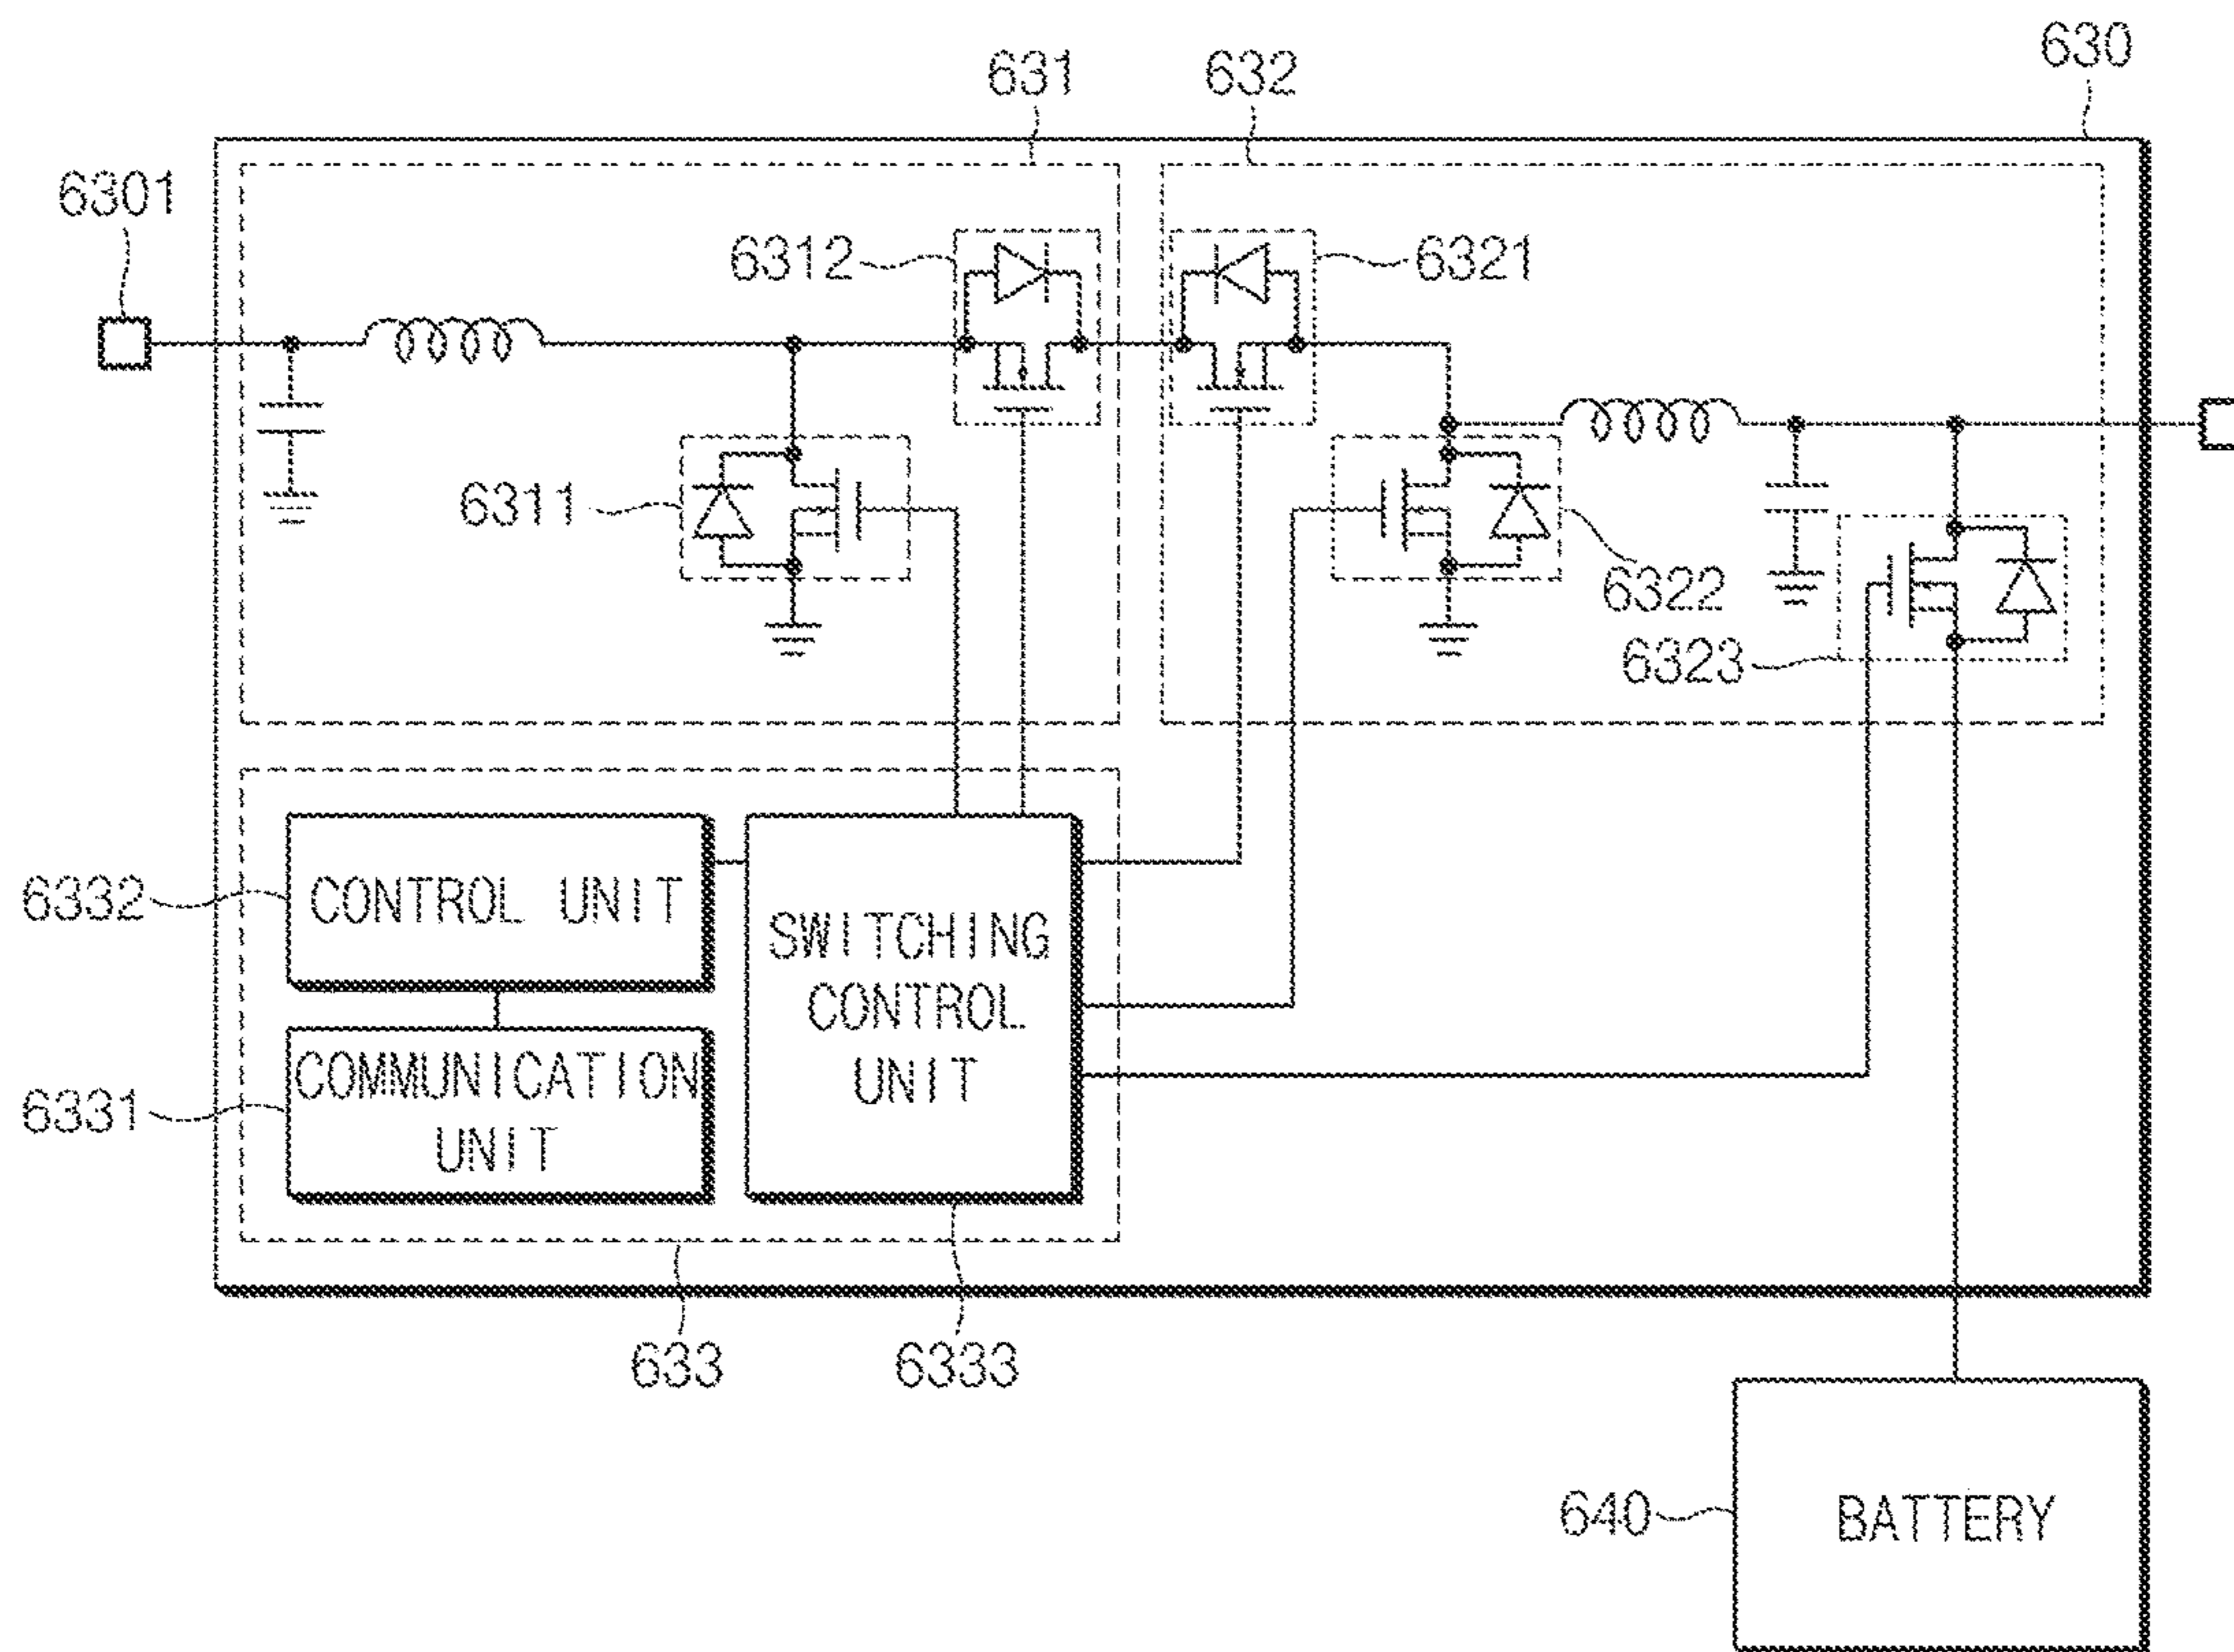 630
631
632
6301
6312
6321
6311
6322
6323
6332
CONTROL UNIT
SWITCHING
CONTROL
UNIT
6331
COMMUNICATION
UNIT
633
6333
640
BATTERY